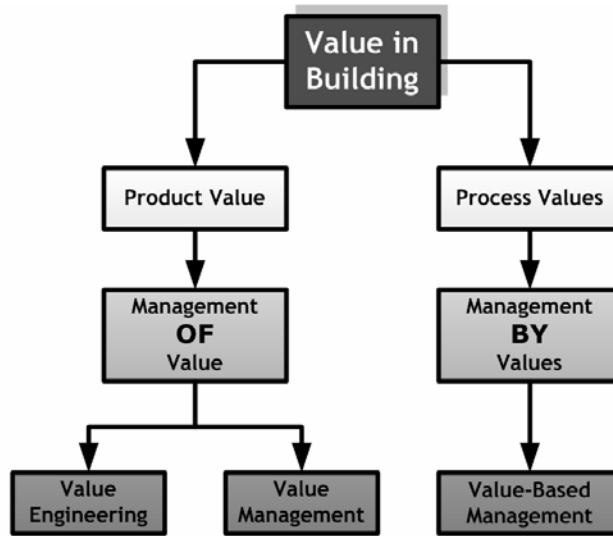 Value in
Building
Product Value
Process Values
Management
OF
Value
Management
BY
Values
Value
Engineering
Value
Management
Value-Based
Management